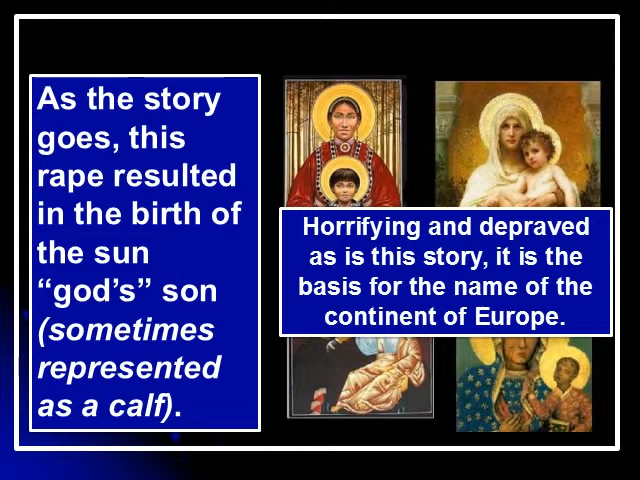 As the story
goes, this
rape resulted
in the birth of
the sun
“god’s” son
(sometimes
represented
as a calf).
Horrifying and depraved
as is this story, it is the
basis for the name of the
continent of Europe.